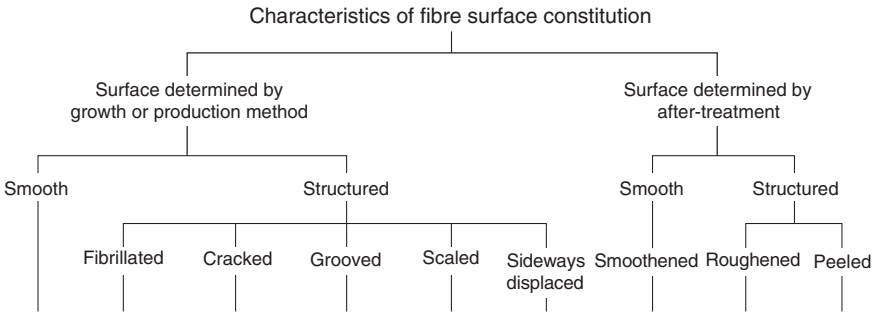 Characteristics of fibre surface constitution
Surface determined by
growth or production method
Surface determined by
after-treatment
Smooth
Structured
Smooth
Structured
Fibrillated
Cracked
Grooved
Scaled
Sideways
displaced
Smoothened
Roughened
Peeled